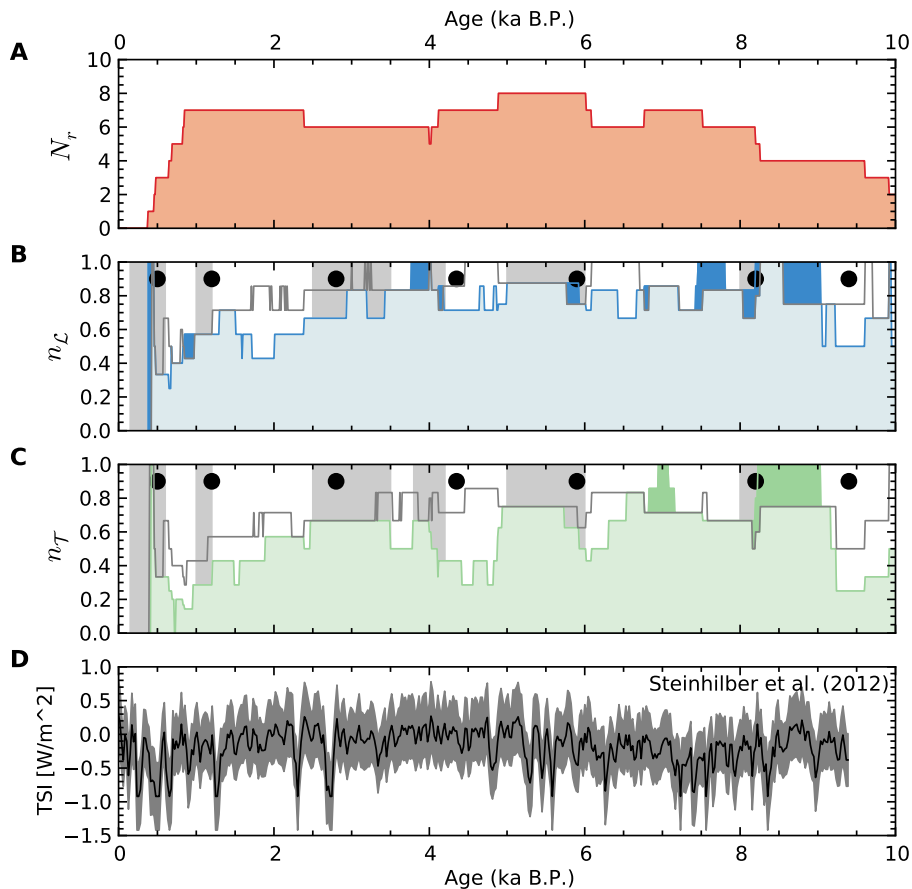 Age (ka B.P.)
0 2 4 6 8 10
A
10
8
6
4
2
0
N_r
B
1.0
0.8
0.6
0.4
0.2
0.0
n_ℒ
C
1.0
0.8
0.6
0.4
0.2
0.0
n_𝒯
D
Steinhilber et al. (2012)
1.0
0.5
0.0
−0.5
−1.0
−1.5
TSI [W/m^2]
0 2 4 6 8 10
Age (ka B.P.)